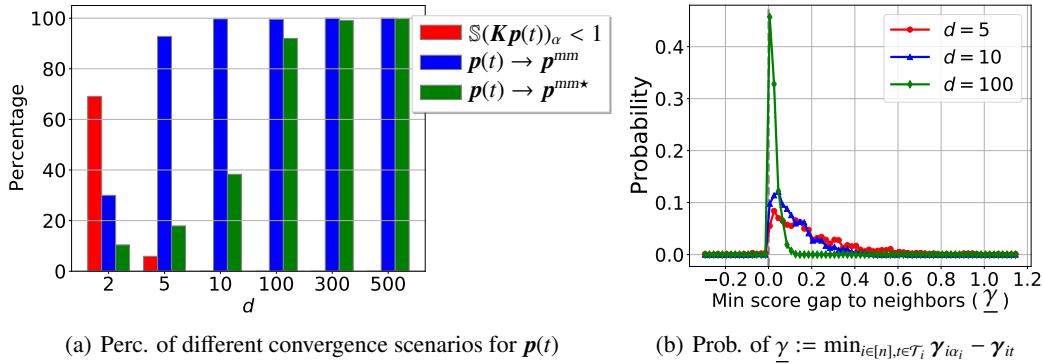 100
80
60
40
20
0
Percentage
2 5 10 100 300 500
d
𝕊(Kp(t))α < 1
p(t) → p^{mm}
p(t) → p^{mm⋆}
(a) Perc. of different convergence scenarios for p(t)
0.4
0.3
0.2
0.1
0.0
Probability
−0.2 0.0 0.2 0.4 0.6 0.8 1.0 1.2
Min score gap to neighbors ( γ )
d = 5
d = 10
d = 100
(b) Prob. of γ := min_{i∈[n],t∈𝒯_i} γ_{iα_i} − γ_{it}